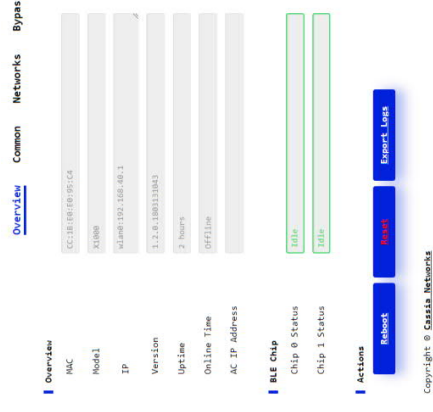 Overview Common Networks Bypas
Overview
MAC CC:1B:E0:E0:95:C4
Model X1000
IP wlan0:192.168.40.1
Version 1.2.0.1803131043
Uptime 2 hours
Online Time Offline
AC IP Address
BLE Chip
Chip 0 Status Idle
Chip 1 Status Idle
Actions
Reboot Reset Export Logs
Copyright © Cassia Networks